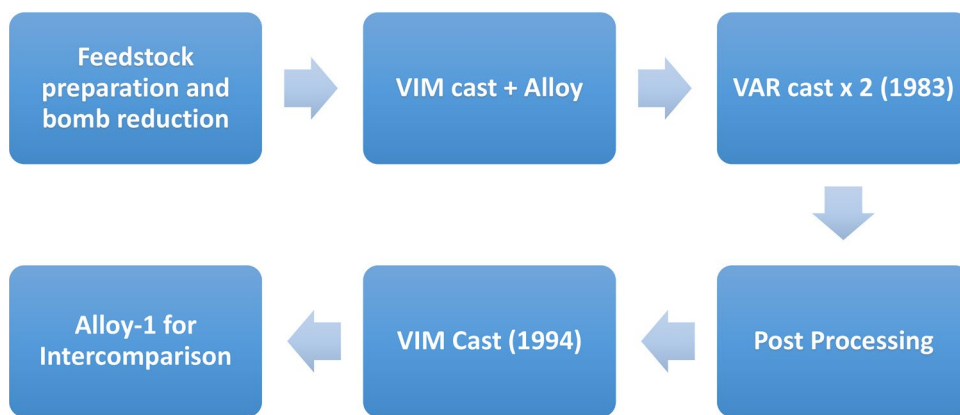 Feedstock
preparation and
bomb reduction
VIM cast + Alloy
VAR cast x 2 (1983)
Post Processing
VIM Cast (1994)
Alloy-1 for
Intercomparison